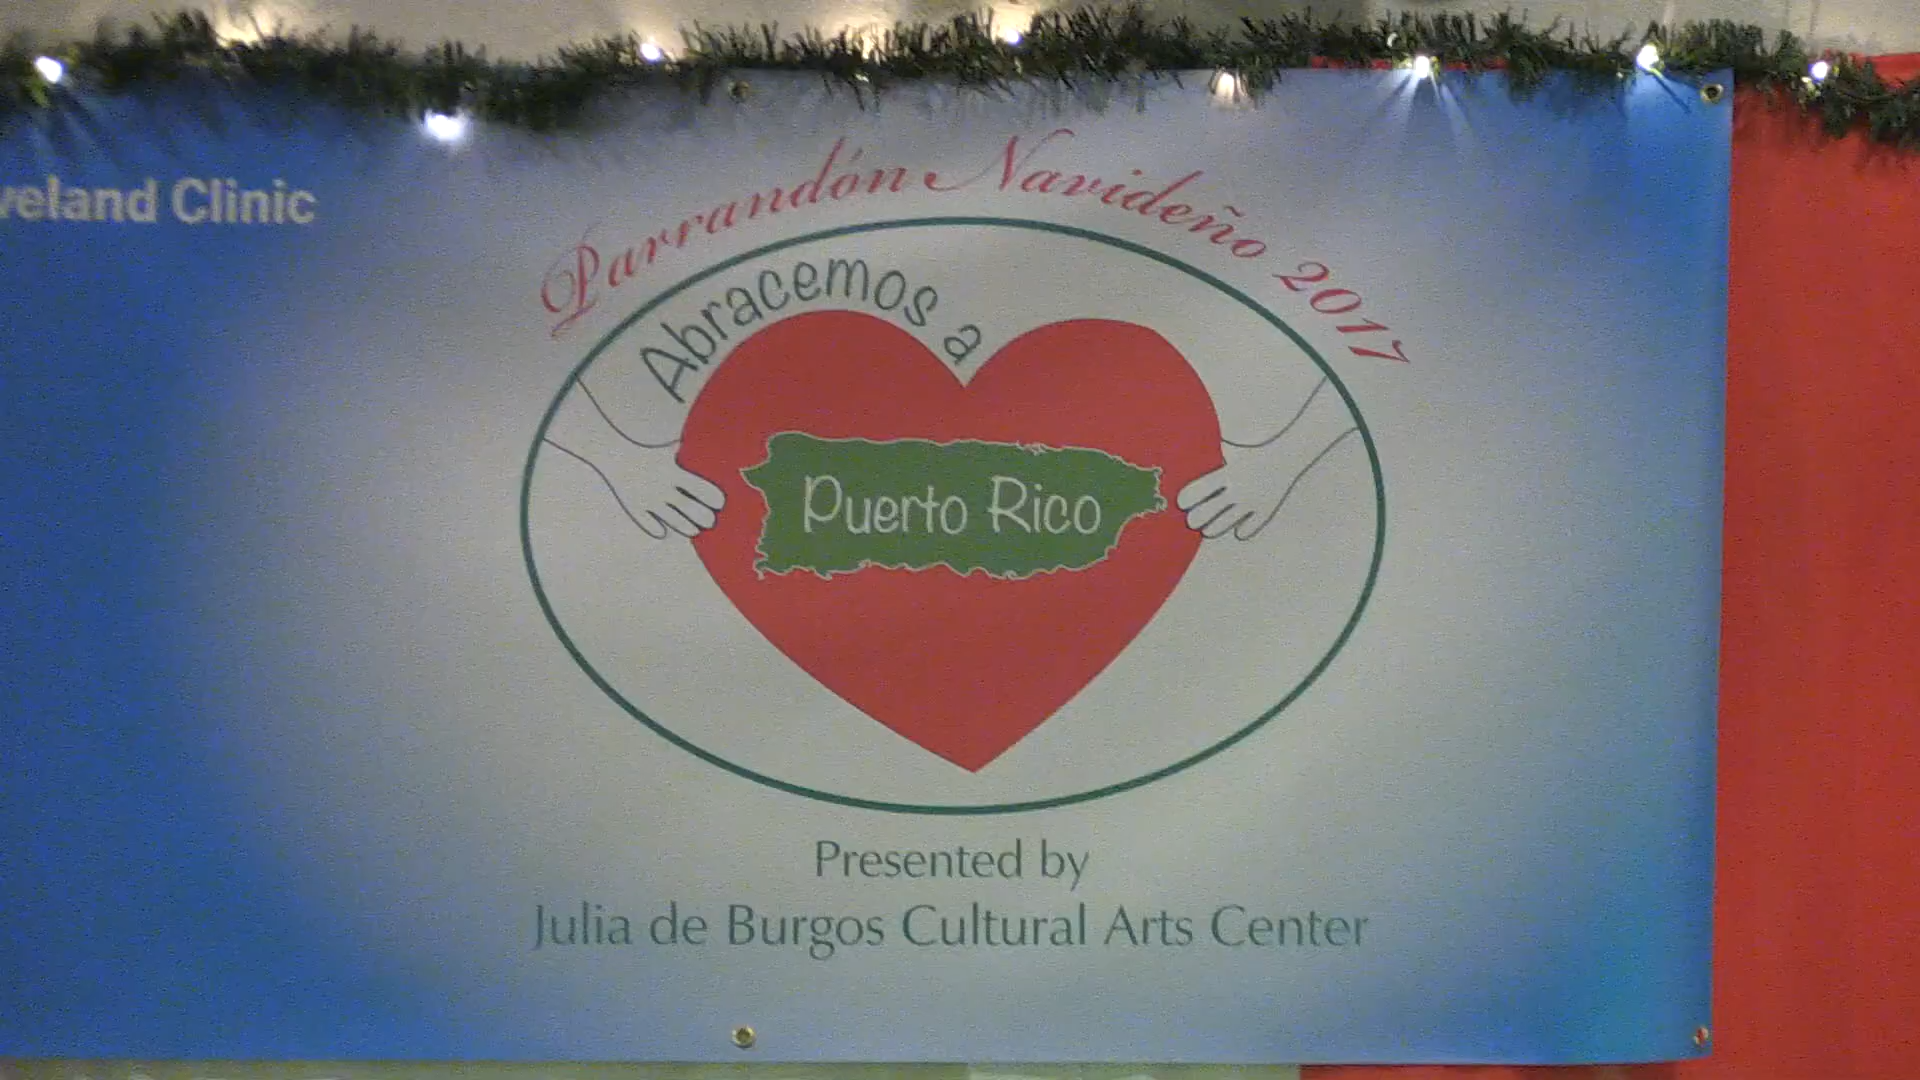 veland Clinic
Parrandón Navideño 2017
Abracemos a
Puerto Rico
Presented by
Julia de Burgos Cultural Arts Center